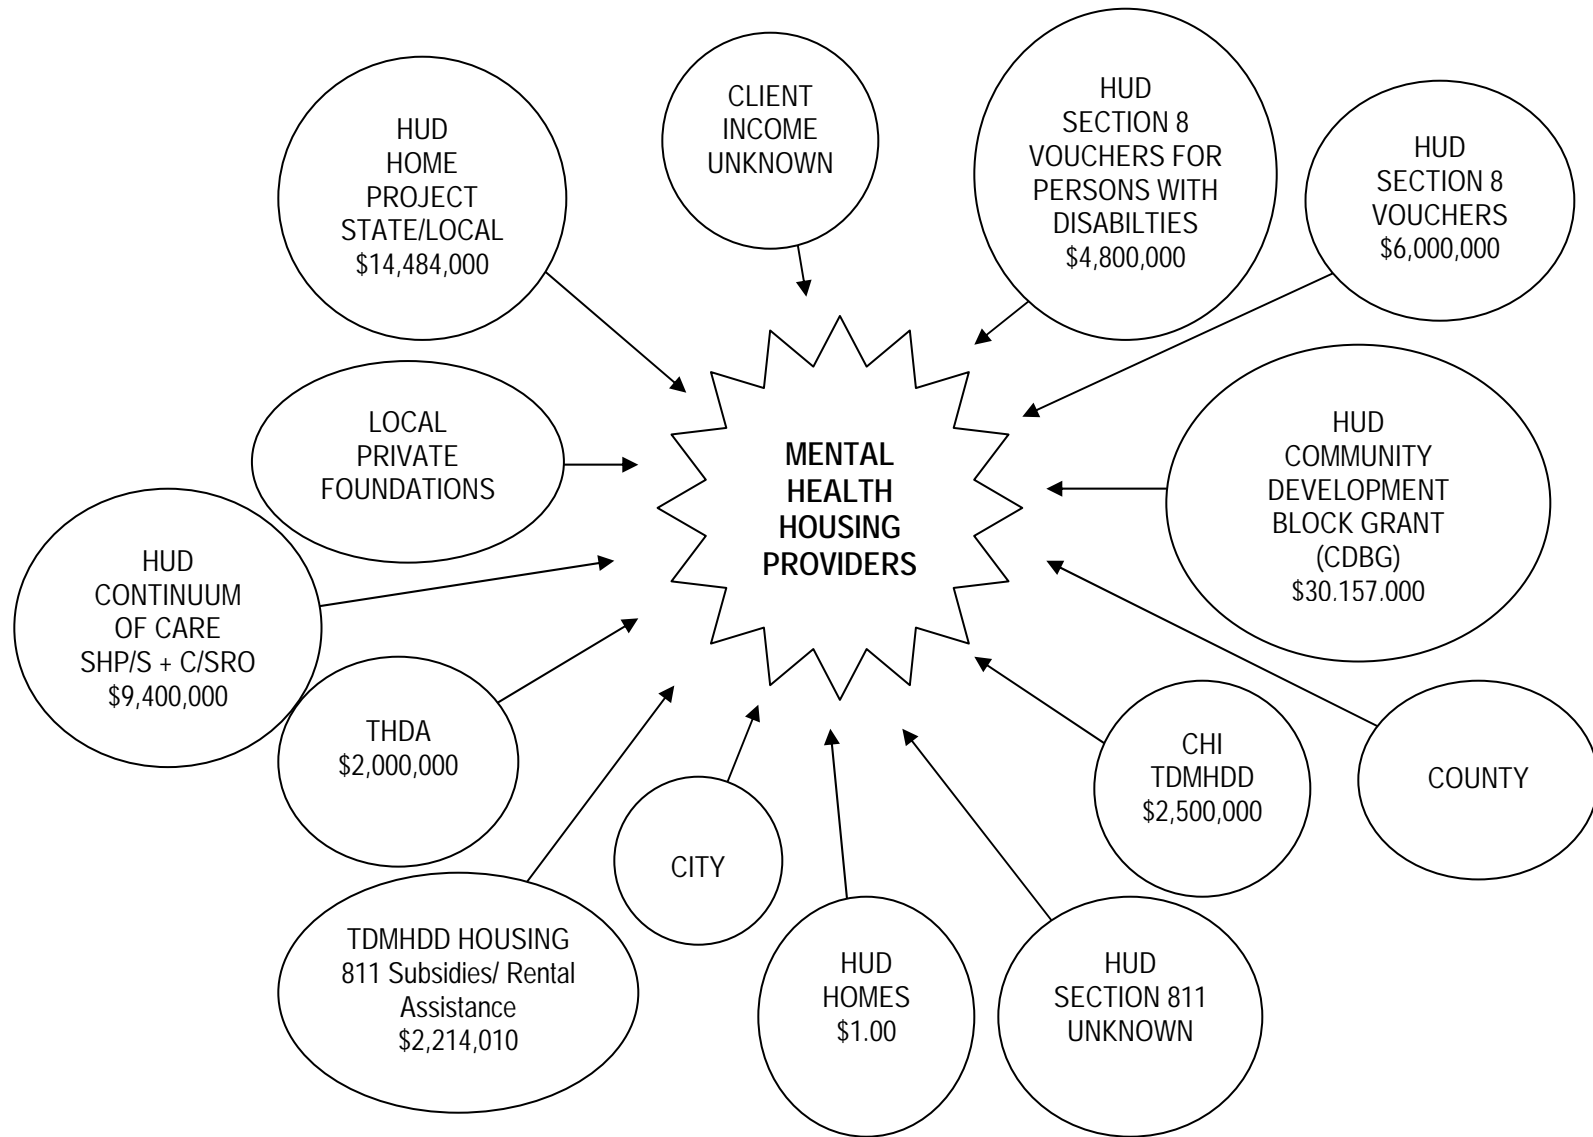 HUD
HOME
PROJECT
STATE/LOCAL
$14,484,000
CLIENT
INCOME
UNKNOWN
HUD
SECTION 8
VOUCHERS FOR
PERSONS WITH
DISABILTIES
$4,800,000
HUD
SECTION 8
VOUCHERS
$6,000,000
LOCAL
PRIVATE
FOUNDATIONS
MENTAL
HEALTH
HOUSING
PROVIDERS
HUD
COMMUNITY
DEVELOPMENT
BLOCK GRANT
(CDBG)
$30,157,000
HUD
CONTINUUM
OF CARE
SHP/S + C/SRO
$9,400,000
THDA
$2,000,000
CITY
CHI
TDMHDD
$2,500,000
COUNTY
TDMHDD HOUSING
811 Subsidies/ Rental
Assistance
$2,214,010
HUD
HOMES
$1.00
HUD
SECTION 811
UNKNOWN